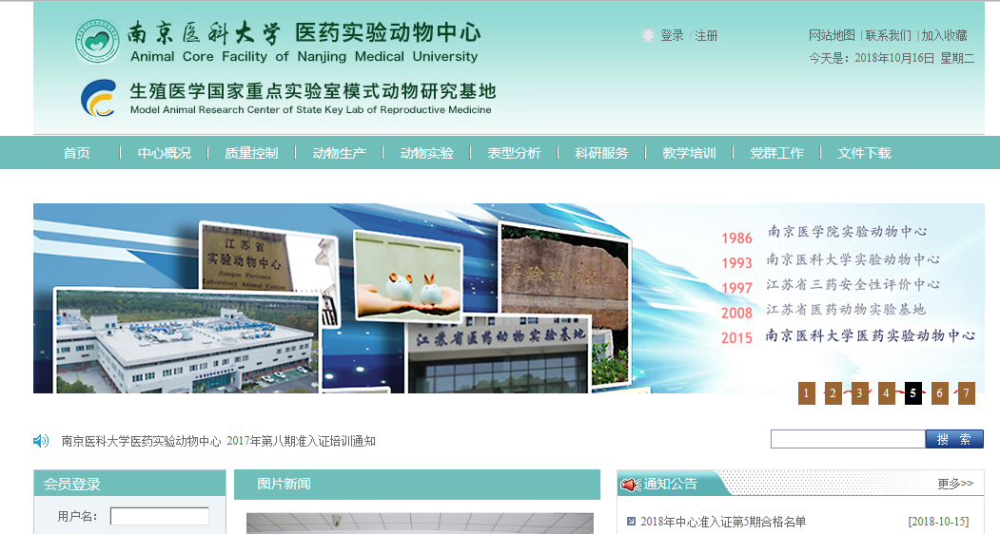 南京医科大学 医药实验动物中心
Animal Core Facility of Nanjing Medical University
生殖医学国家重点实验室模式动物研究基地
Model Animal Research Center of State Key Lab of Reproductive Medicine
登录 / 注册
网站地图 | 联系我们 | 加入收藏
今天是：2018年10月16日 星期二
首页 中心概况 质量控制 动物生产 动物实验 表型分析 科研服务 教学培训 党群工作 文件下载
江苏省
实验动物中心
Jiangsu Province
Laboratory Animal Center
实验动物
江苏省医药动物实验基地
1986 南京医学院实验动物中心
1993 南京医科大学实验动物中心
1997 江苏省三药安全性评价中心
2008 江苏省医药动物实验基地
2015 南京医科大学医药实验动物中心
1 2 3 4 5 6 7
南京医科大学医药实验动物中心 2017年第八期准入证培训通知
搜 索
会员登录
用户名：
图片新闻
通知公告
更多>>
2018年中心准入证第5期合格名单 [2018-10-15]